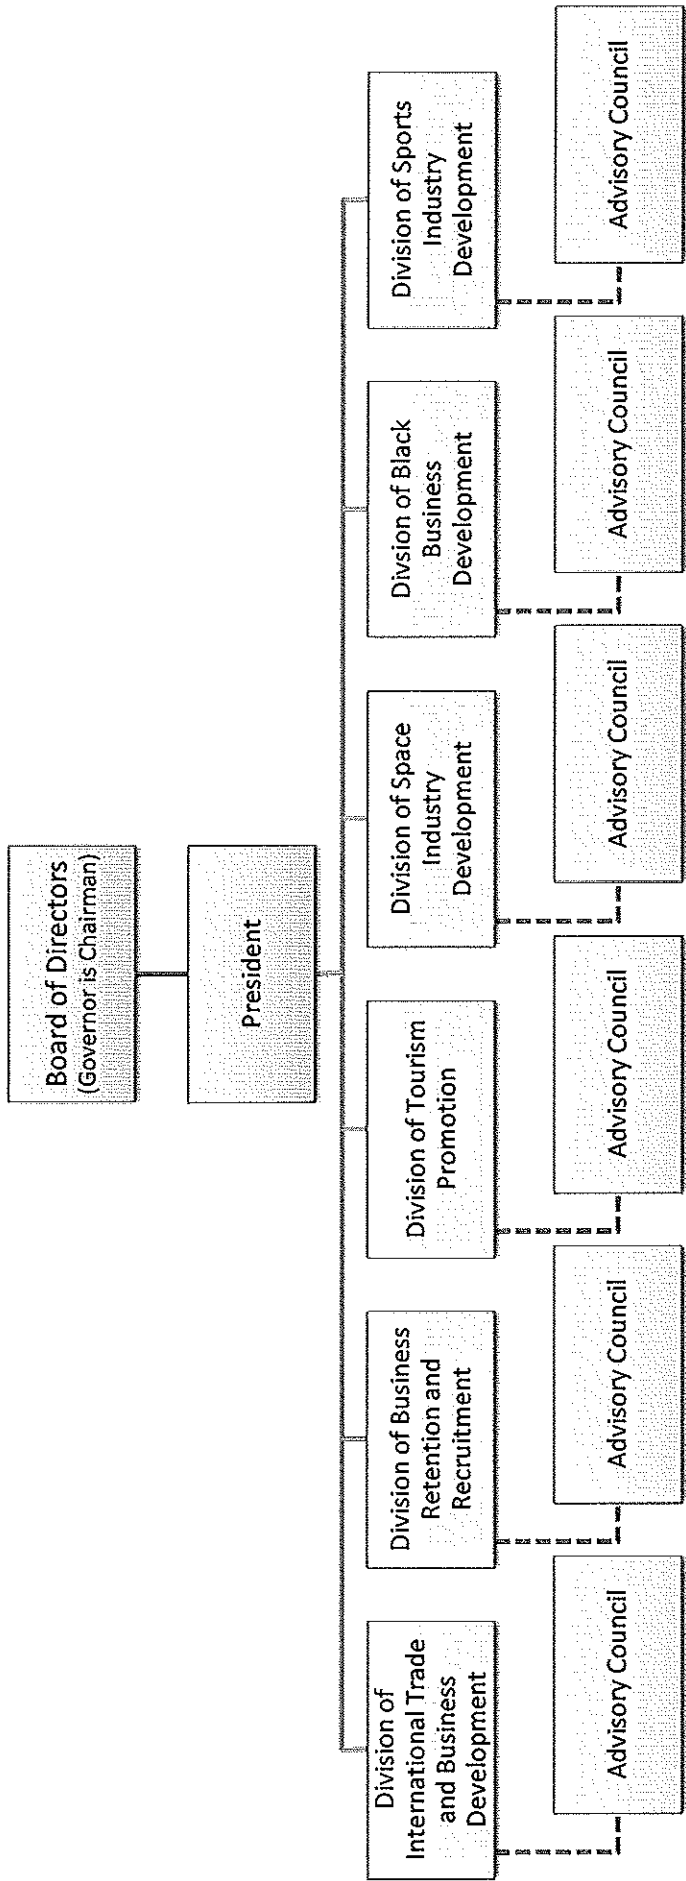 Board of Directors
(Governor is Chairman)
President
Division of
International Trade
and Business
Development
Division of Business
Retention and
Recruitment
Division of Tourism
Promotion
Division of Space
Industry
Development
Divsion of Black
Business
Development
Division of Sports
Industry
Development
Advisory Council
Advisory Council
Advisory Council
Advisory Council
Advisory Council
Advisory Council